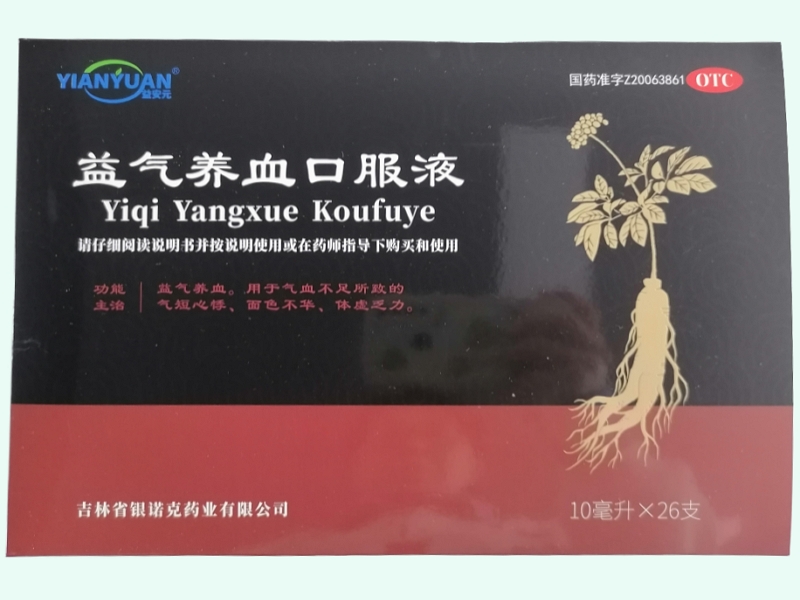 YIANYUAN®
益安元
国药准字Z20063861 OTC
益气养血口服液
Yiqi Yangxue Koufuye
请仔细阅读说明书并按说明使用或在药师指导下购买和使用
功能主治
益气养血。用于气血不足所致的
气短心悸、面色不华、体虚乏力。
吉林省银诺克药业有限公司
10毫升×26支